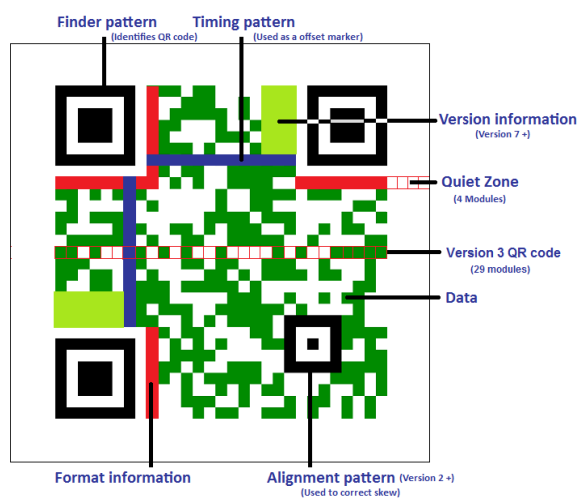 Finder pattern
(Identifies QR code)
Timing pattern
(Used as a offset marker)
Version information
(Version 7 +)
Quiet Zone
(4 Modules)
Version 3 QR code
(29 modules)
Data
Format information
Alignment pattern (Version 2 +)
(Used to correct skew)